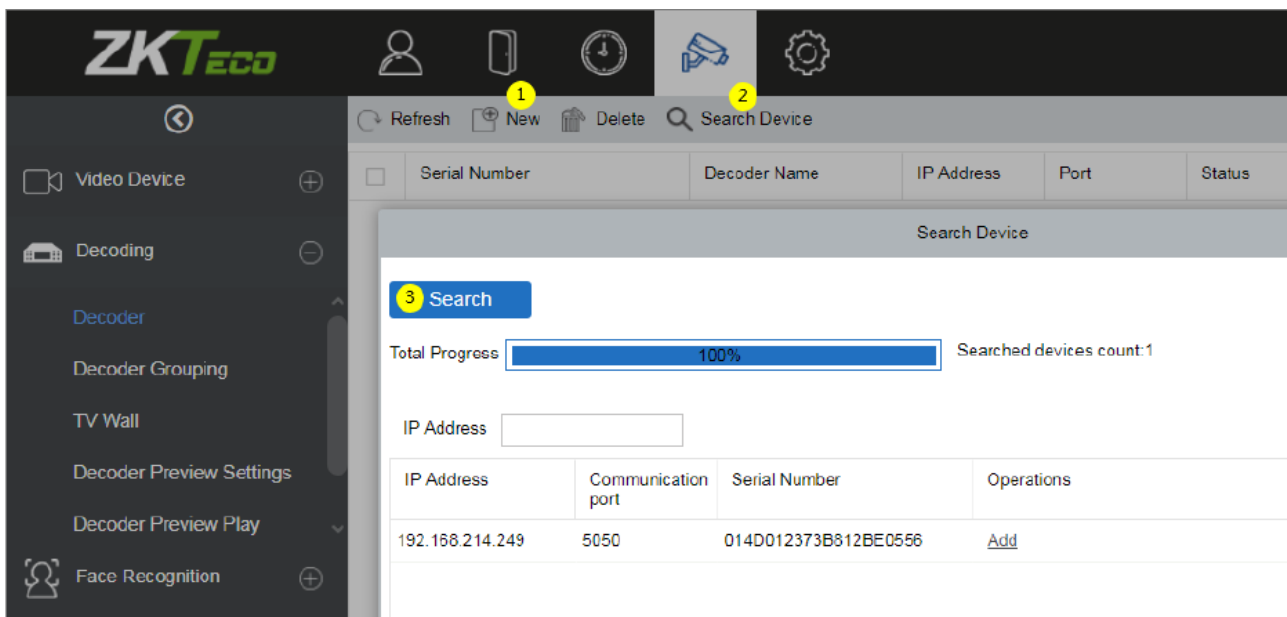 ZKTECO
1
2
Refresh New Delete Search Device
Video Device
Serial Number Decoder Name IP Address Port Status
Decoding
Search Device
3 Search
Decoder
Total Progress 100% Searched devices count:1
Decoder Grouping
TV Wall
IP Address
Decoder Preview Settings
IP Address Communication port Serial Number Operations
Decoder Preview Play
192.168.214.249 5050 014D012373B812BE0556 Add
Face Recognition